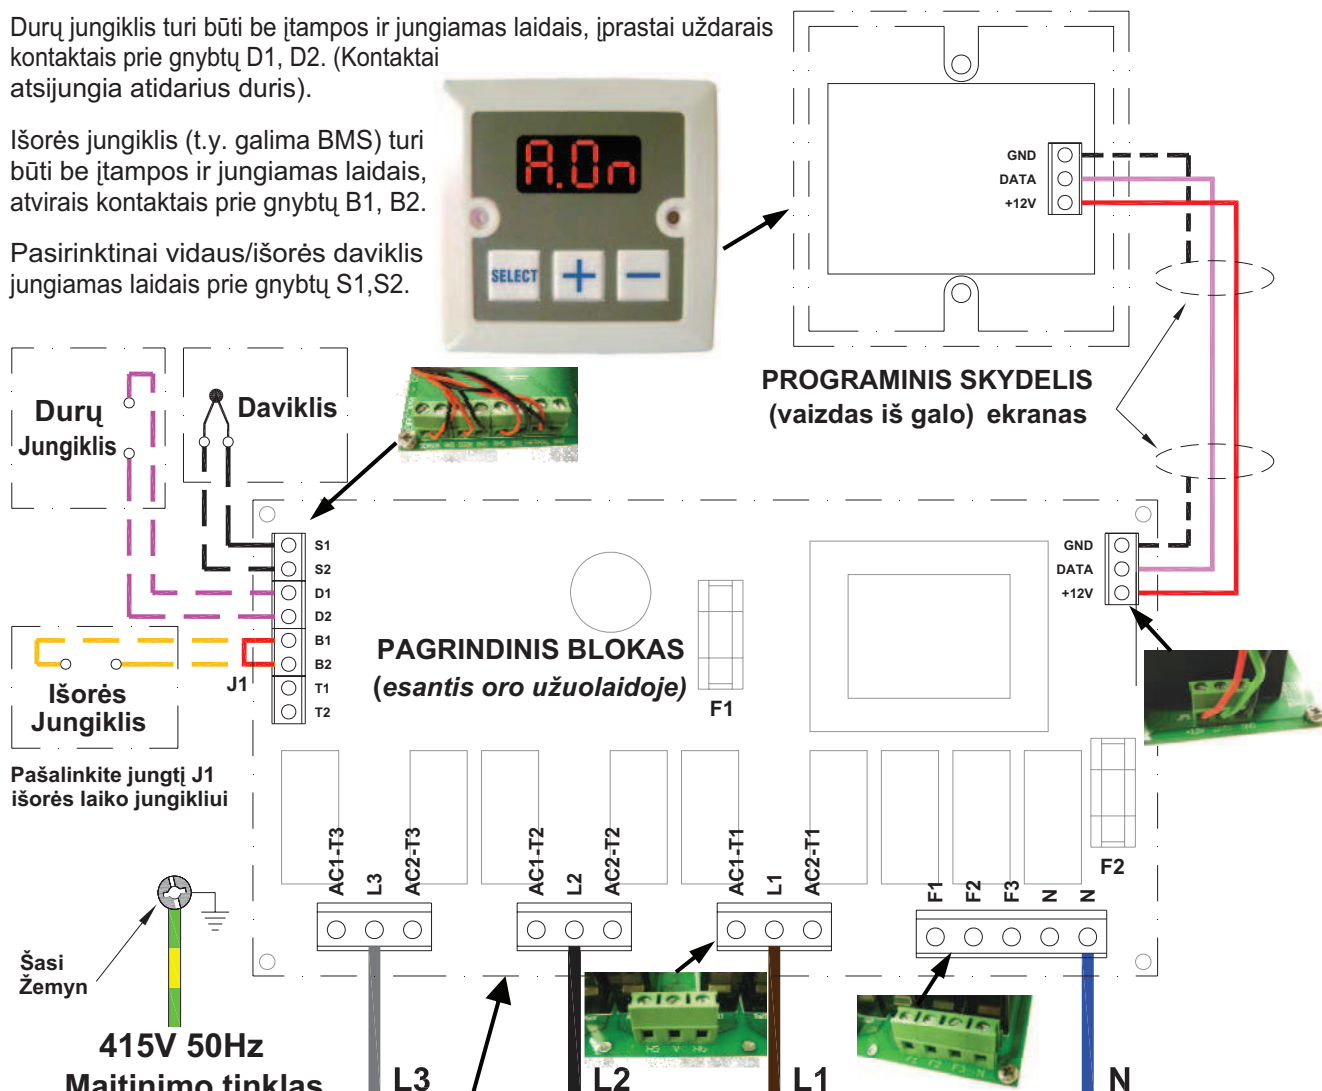 Durų jungiklis turi būti be įtampos ir jungiamas laidais, įprastai uždarais
kontaktais prie gnybtų D1, D2. (Kontaktai
atsijungia atidarius duris).
Išorės jungiklis (t.y. galima BMS) turi
būti be įtampos ir jungiamas laidais,
atvirais kontaktais prie gnybtų B1, B2.
Pasirinktinai vidaus/išorės daviklis
jungiamas laidais prie gnybtų S1,S2.
A.On
SELECT + −
GND
DATA
+12V
PROGRAMINIS SKYDELIS
(vaizdas iš galo) ekranas
Durų
Jungiklis
Daviklis
S1
S2
D1
D2
B1
B2
T1
T2
J1
Išorės
Jungiklis
Pašalinkite jungtį J1
išorės laiko jungikliui
PAGRINDINIS BLOKAS
(esantis oro užuolaidoje)
F1
GND
DATA
+12V
F2
AC1-T3
L3
AC2-T3
AC1-T2
L2
AC2-T2
AC1-T1
L1
AC2-T1
F1
F2
F3
N
N
Šasi
Žemyn
415V 50Hz
Maitinimo tinklas
L3
L2
L1
N